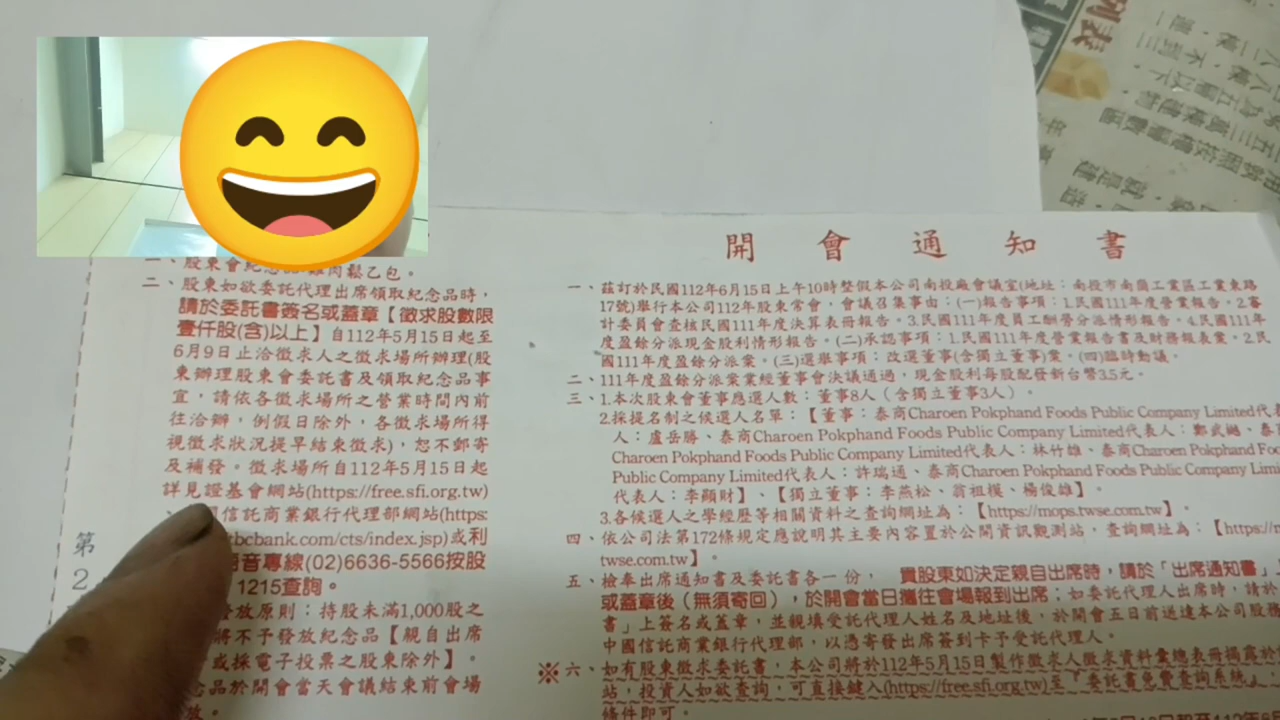 一、股東會紀念品:雞肉鬆乙包。
二、股東如欲委託代理出席領取紀念品時，
請於委託書簽名或蓋章【徵求股數限
壹仟股(含)以上】自112年5月15日起至
6月9日止洽徵求人之徵求場所辦理(股
東辦理股東會委託書及領取紀念品事
宜，請依各徵求場所之營業時間內前
往洽辦，例假日除外，各徵求場所得
視徵求狀況提早結束徵求)，恕不郵寄
及補發。徵求場所自112年5月15日起
詳見證基會網站(https://free.sfi.org.tw)
、 國信託商業銀行代理部網站(https:
tcbank.com/cts/index.jsp)或利
音專線(02)6636-5566按股
1215查詢。
發放原則：持股未滿1,000股之
將不予發放紀念品【親自出席
或採電子投票之股東除外】。
念品於開會當天會議結束前會場
放。
第
2
開會通知書
一、茲訂於民國112年6月15日上午10時整假本公司南投廠會議室(地址：南投市南崗工業區工業東路
17號)舉行本公司112年股東常會，會議召集事由：(一)報告事項：1.民國111年度營業報告。2.審
計委員會查核民國111年度決算表冊報告。3.民國111年度員工酬勞分派情形報告。4.民國111年
度盈餘分派現金股利情形報告。(二)承認事項：1.民國111年度營業報告書及財務報表案。2.民
國111年度盈餘分派案。(三)選舉事項：改選董事(含獨立董事)案。(四)臨時動議。
二、111年度盈餘分派案業經董事會決議通過，現金股利每股配發新台幣3.5元。
三、1.本次股東會董事應選人數：董事8人（含獨立董事3人）。
2.採提名制之候選人名單：【董事：泰商Charoen Pokphand Foods Public Company Limited代表
人：盧岳勝、泰商Charoen Pokphand Foods Public Company Limited代表人：鄭武樾、泰
Charoen Pokphand Foods Public Company Limited代表人：林竹雄、泰商Charoen Pokphand Fo
Public Company Limited代表人：許瑞通、泰商Charoen Pokphand Foods Public Company Lim
代表人：李顯財】、【獨立董事：李燕松、翁祖模、楊俊雄】。
3.各候選人之學經歷等相關資料之查詢網址為：【https://mops.twse.com.tw】。
四、依公司法第172條規定應說明其主要內容置於公開資訊觀測站，查詢網址為：【https://
twse.com.tw】。
五、檢奉出席通知書及委託書各一份， 貴股東如決定親自出席時，請於「出席通知書」
或蓋章後（無須寄回），於開會當日攜往會場報到出席：如委託代理人出席時，請於
書」上簽名或蓋章，並親填受託代理人姓名及地址後，於開會五日前送達本公司股務
中國信託商業銀行代理部，以憑寄發出席簽到卡予受託代理人。
※六、如有股東徵求委託書，本公司將於112年5月15日製作徵求人徵求資料彙總表冊揭露於
站，投資人如欲查詢，可直接鍵入(https://free.sfi.org.tw)至『委託書免費查詢系統』，
條件即可。